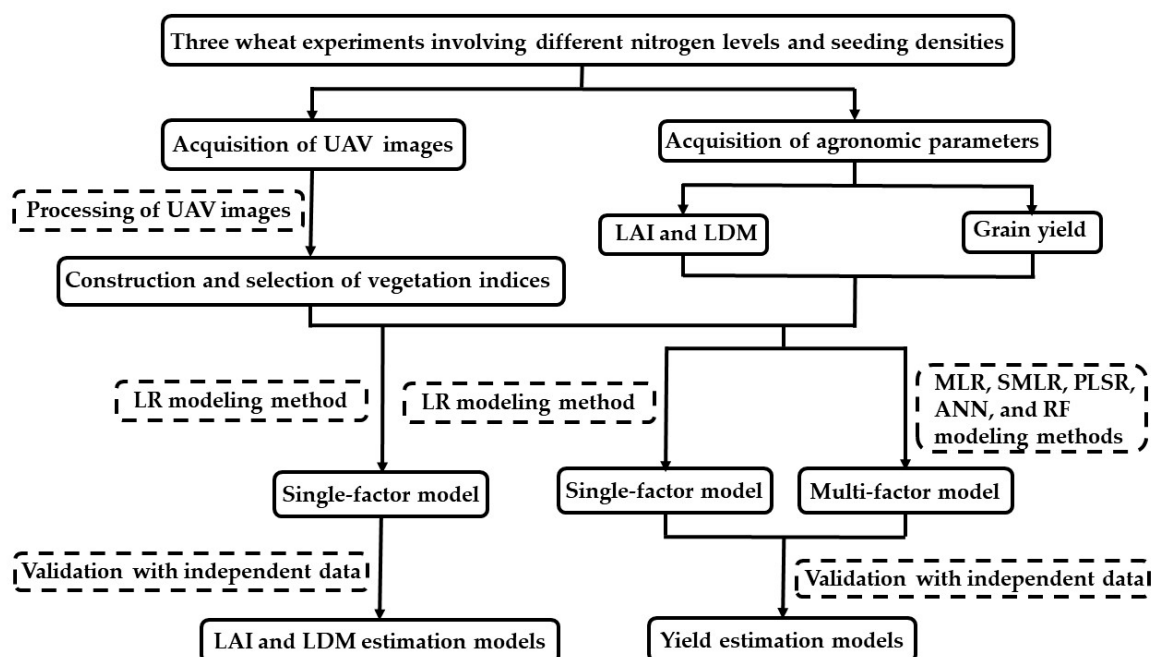 Three wheat experiments involving different nitrogen levels and seeding densities
Acquisition of UAV images
Acquisition of agronomic parameters
Processing of UAV images
LAI and LDM
Grain yield
Construction and selection of vegetation indices
LR modeling method
LR modeling method
MLR, SMLR, PLSR,
ANN, and RF
modeling methods
Single-factor model
Single-factor model
Multi-factor model
Validation with independent data
Validation with independent data
LAI and LDM estimation models
Yield estimation models